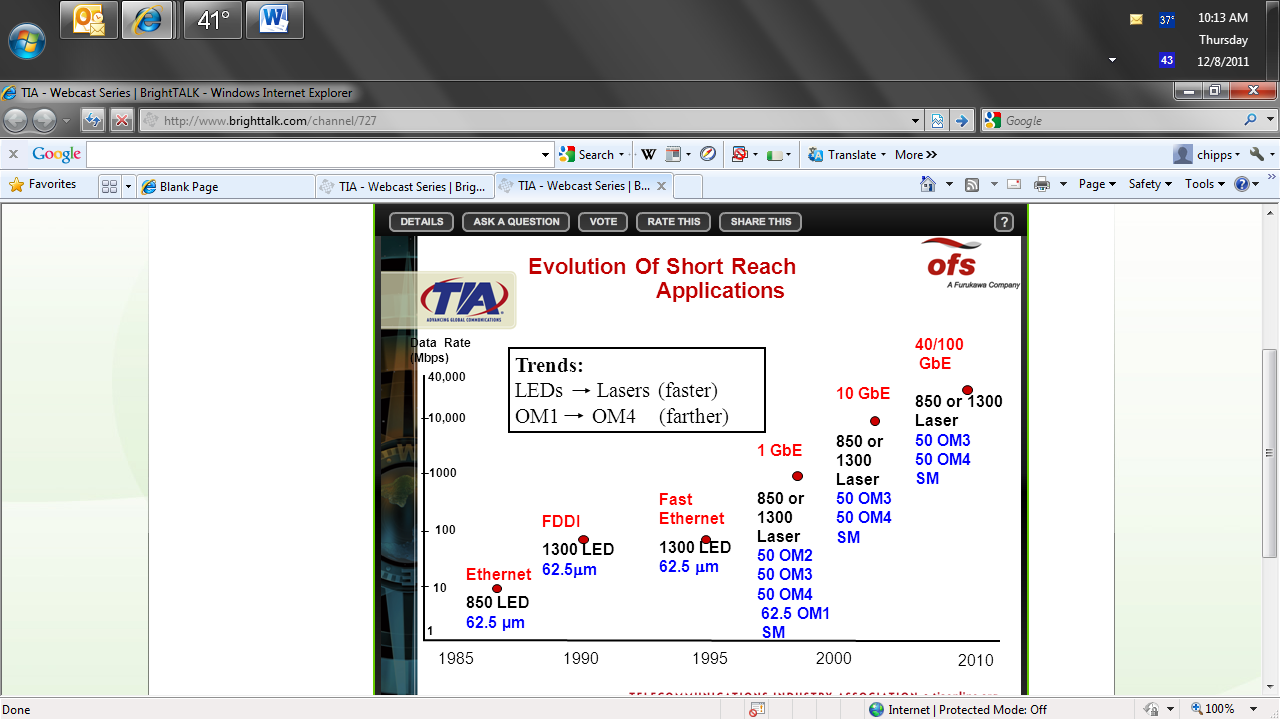 41°
10:13 AM
37°
Thursday
43
12/8/2011
TIA - Webcast Series | BrightTALK - Windows Internet Explorer
http://www.brighttalk.com/channel/727
Google
Google
Search
W
Translate
More »
chipps
Favorites
Blank Page
TIA - Webcast Series | Brig...
TIA - Webcast Series | B...
Page
Safety
Tools
DETAILS
ASK A QUESTION
VOTE
RATE THIS
SHARE THIS
?
Evolution Of Short Reach
Applications
ofs
A Furukawa Company
TIA
ADVANCING GLOBAL COMMUNICATIONS
Data Rate
(Mbps)
40,000
10,000
1000
100
10
1
Trends:
LEDs → Lasers (faster)
OM1 → OM4 (farther)
Ethernet
850 LED
62.5 µm
FDDI
1300 LED
62.5µm
Fast
Ethernet
1300 LED
62.5 µm
1 GbE
850 or
1300
Laser
50 OM2
50 OM3
50 OM4
62.5 OM1
SM
10 GbE
850 or
1300
Laser
50 OM3
50 OM4
SM
40/100
GbE
850 or 1300
Laser
50 OM3
50 OM4
SM
1985
1990
1995
2000
2010
TELECOMMUNICATIONS INDUSTRY ASSOCIATION
Done
Internet | Protected Mode: Off
100%